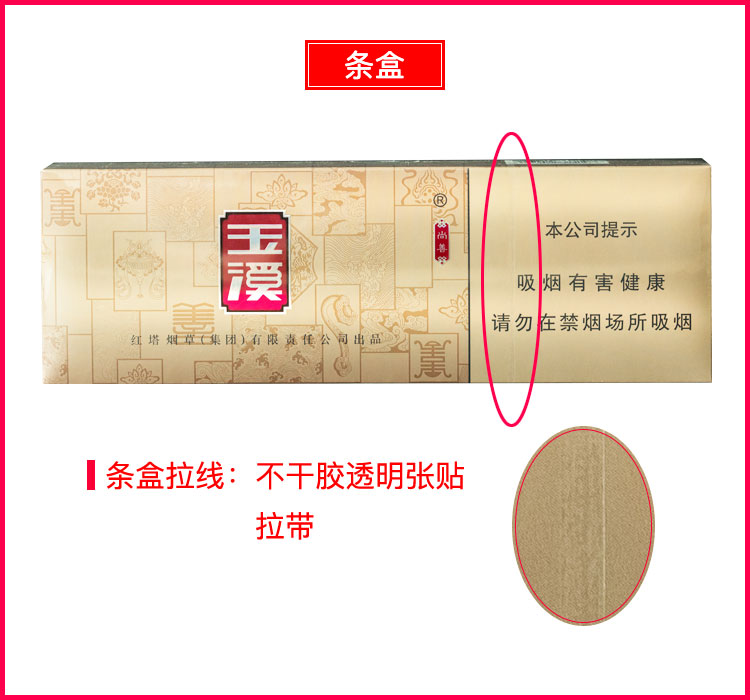 条盒
玉溪
®
尚善
红塔烟草(集团)有限责任公司出品
本公司提示
吸烟有害健康
请勿在禁烟场所吸烟
条盒拉线：不干胶透明张贴
拉带